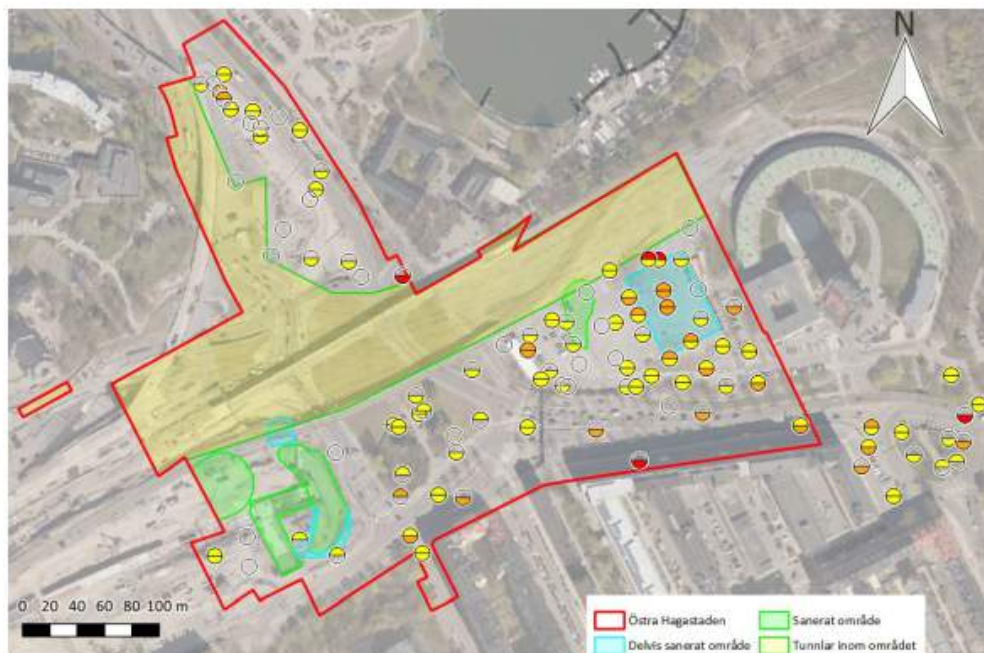 N
0 20 40 60 80 100 m
Östra Hagastaden
Sanerat område
Delvis sanerat område
Tunnlar inom området